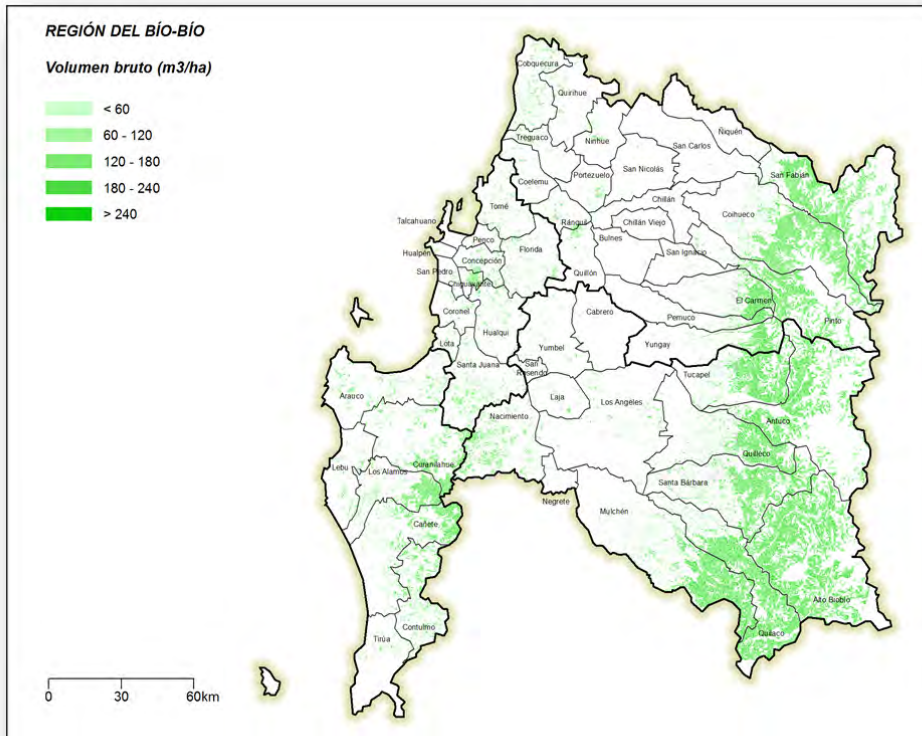 REGIÓN DEL BÍO-BÍO
Volumen bruto (m3/ha)
< 60
60 - 120
120 - 180
180 - 240
> 240
Cobquecura
Quirihue
Ñiquén
Treguaco
Ninhue
San Carlos
San Nicolás
San Fabián
Portezuelo
Coelemu
Chillán
Tomé
Coihueco
Talcahuano
Ránquil
Chillán Viejo
Penco
Florida
Bulnes
Hualpén
Concepción
San Ignacio
San Pedro
Quillón
Chiguayante
El Carmen
Coronel
Cabrero
Pemuco
Pinto
Hualqui
Lota
Yumbel
Yungay
Santa Juana
San
Rosendo
Tucapel
Arauco
Laja
Los Angeles
Nacimiento
Antuco
Quilleco
Lebu
Los Alamos
Curanilahue
Santa Bárbara
Negrete
Mulchén
Cañete
Alto Biobío
Contulmo
Quilaco
Tirúa
0
30
60km